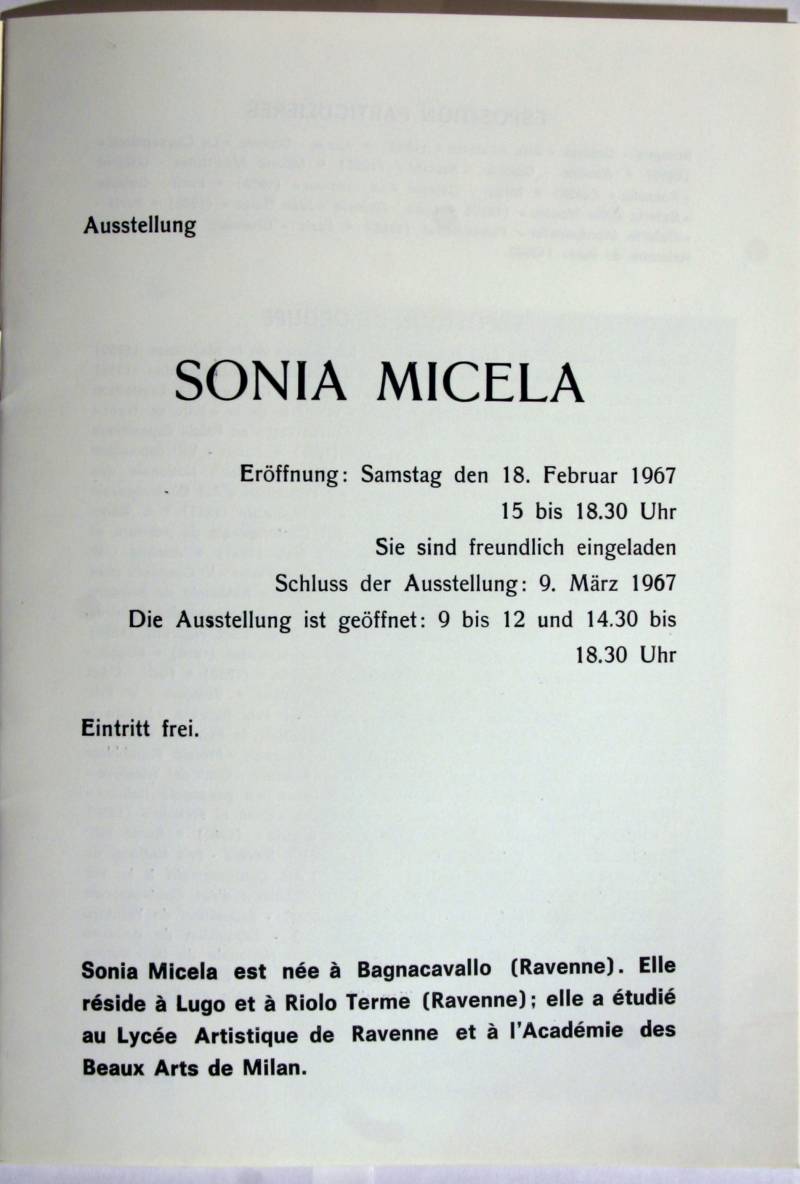 Ausstellung
SONIA MICELA
Eröffnung: Samstag den 18. Februar 1967
15 bis 18.30 Uhr
Sie sind freundlich eingeladen
Schluss der Ausstellung: 9. März 1967
Die Ausstellung ist geöffnet: 9 bis 12 und 14.30 bis
18.30 Uhr
Eintritt frei.
Sonia Micela est née à Bagnacavallo (Ravenne). Elle
réside à Lugo et à Riolo Terme (Ravenne); elle a étudié
au Lycée Artistique de Ravenne et à l'Académie des
Beaux Arts de Milan.